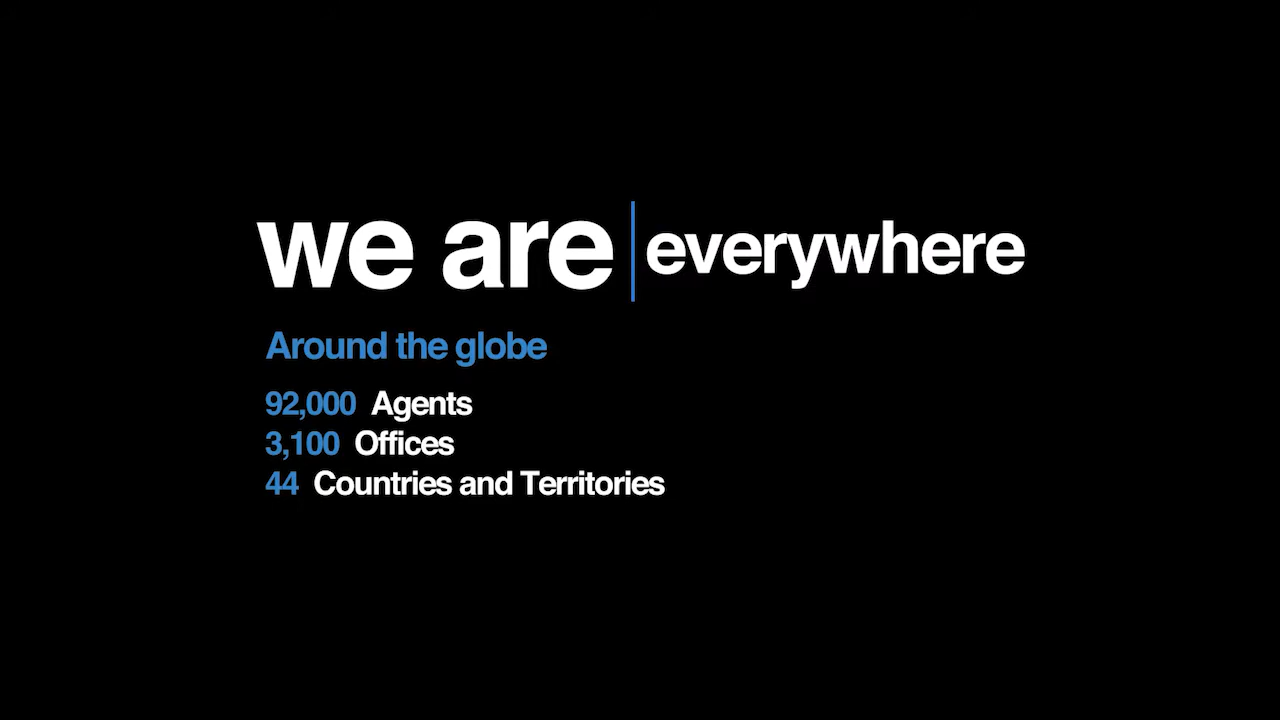 we are | everywhere
Around the globe
92,000 Agents
3,100 Offices
44 Countries and Territories